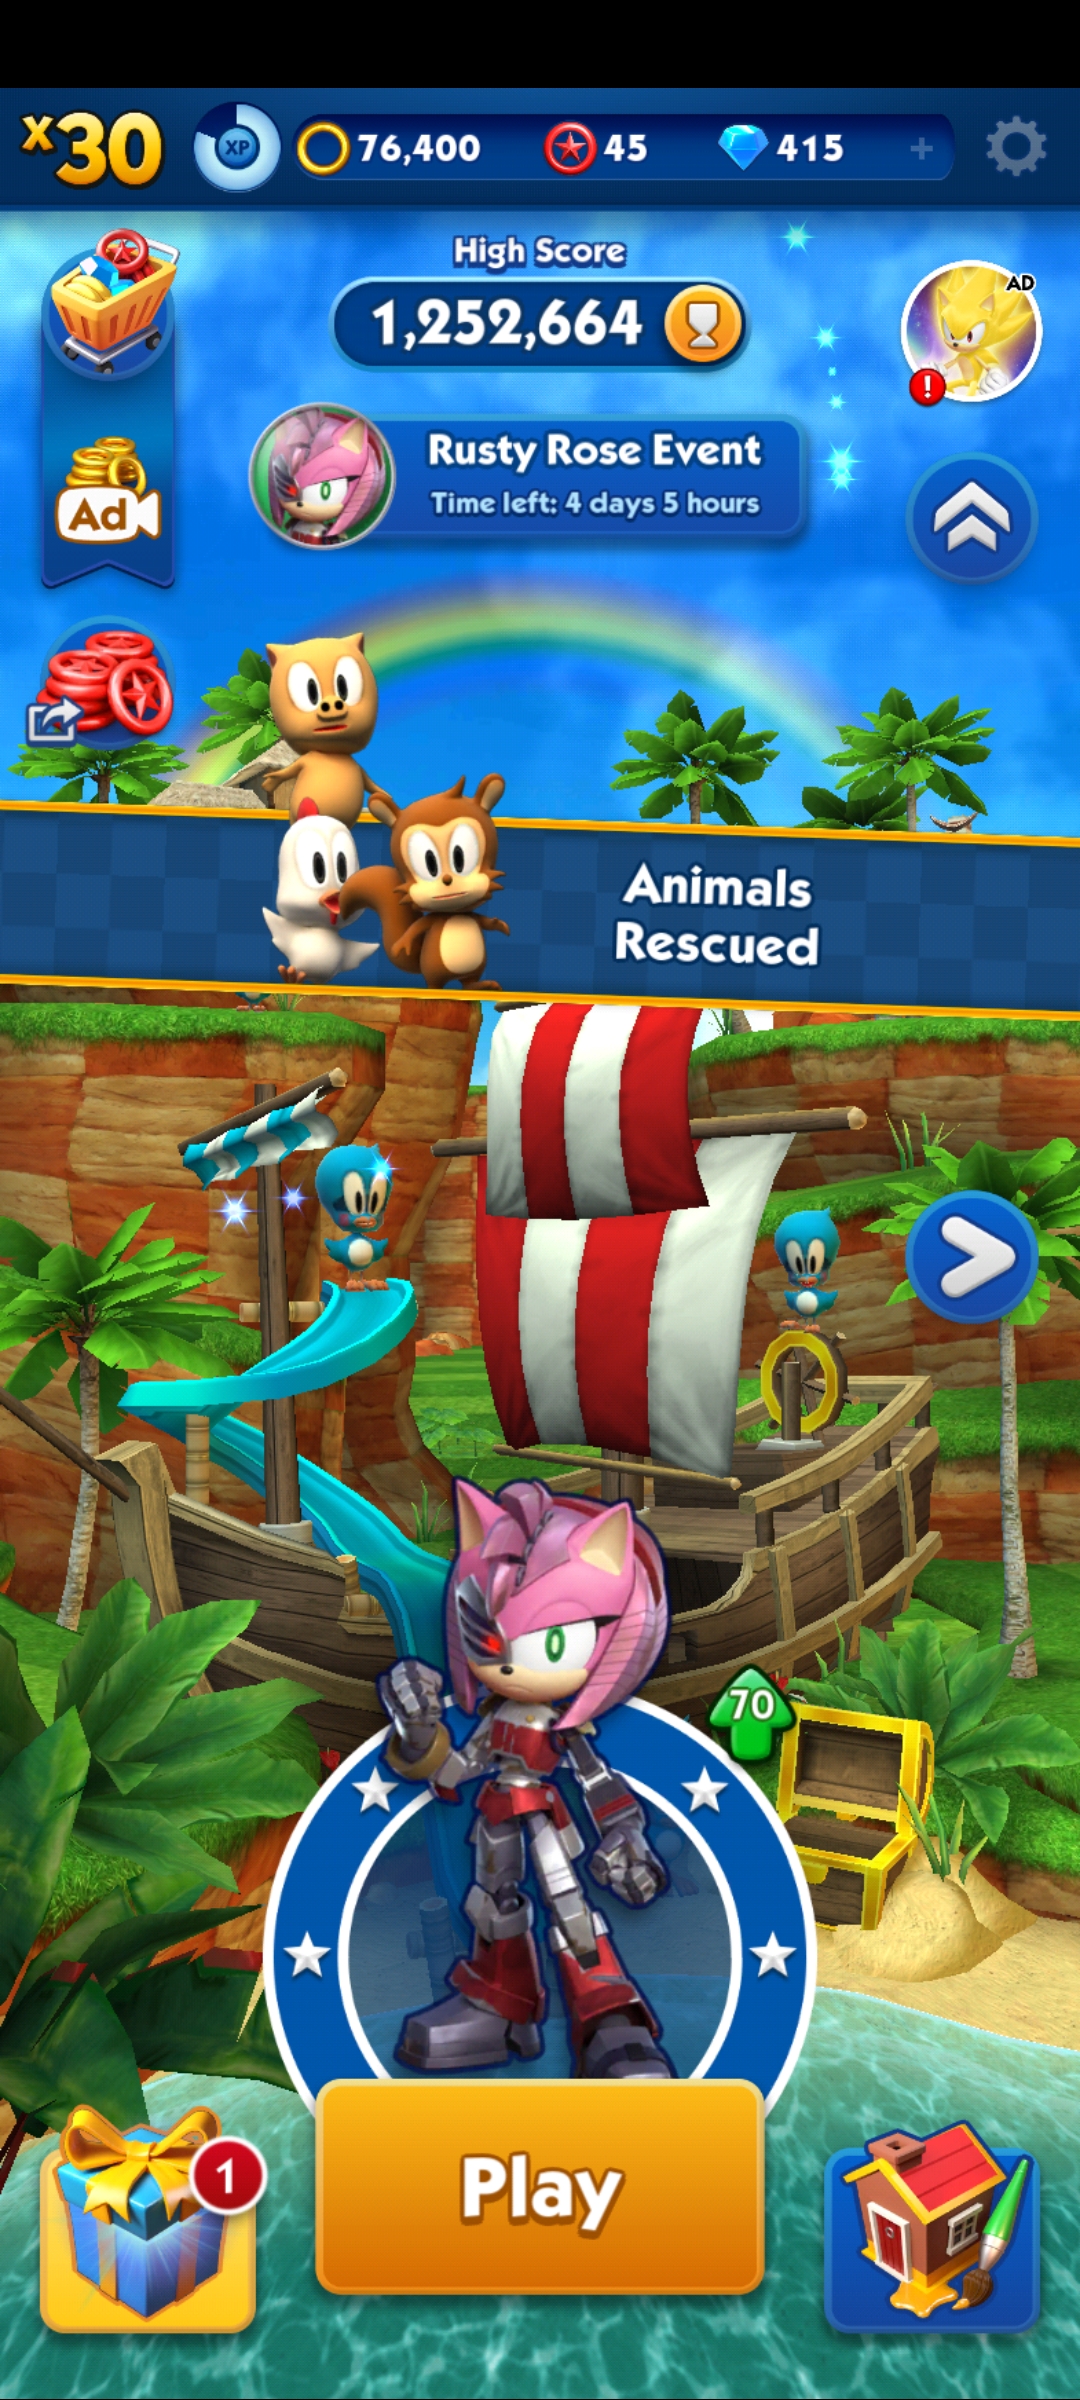 x30
XP
76,400
45
415
+
High Score
1,252,664
AD
!
Rusty Rose Event
Time left: 4 days 5 hours
Ad
Animals
Rescued
70
Play
1